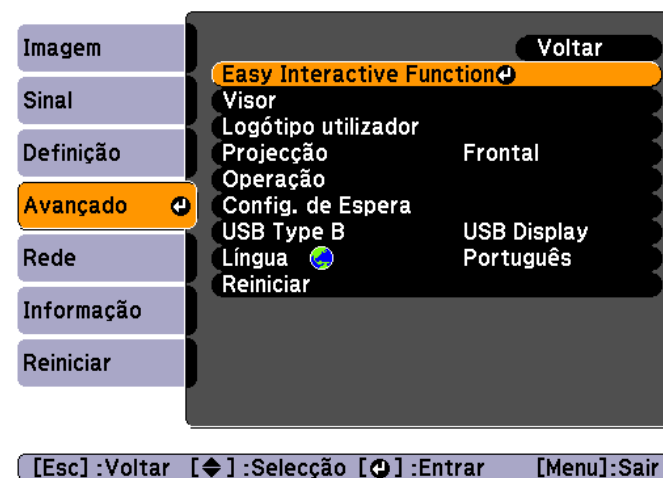 Imagem
Sinal
Definição
Avançado
Rede
Informação
Reiniciar
Voltar
Easy Interactive Function
Visor
Logótipo utilizador
Projecção Frontal
Operação
Config. de Espera
USB Type B USB Display
Língua Português
Reiniciar
[Esc] :Voltar [◆] :Selecção [⏎] :Entrar [Menu]:Sair